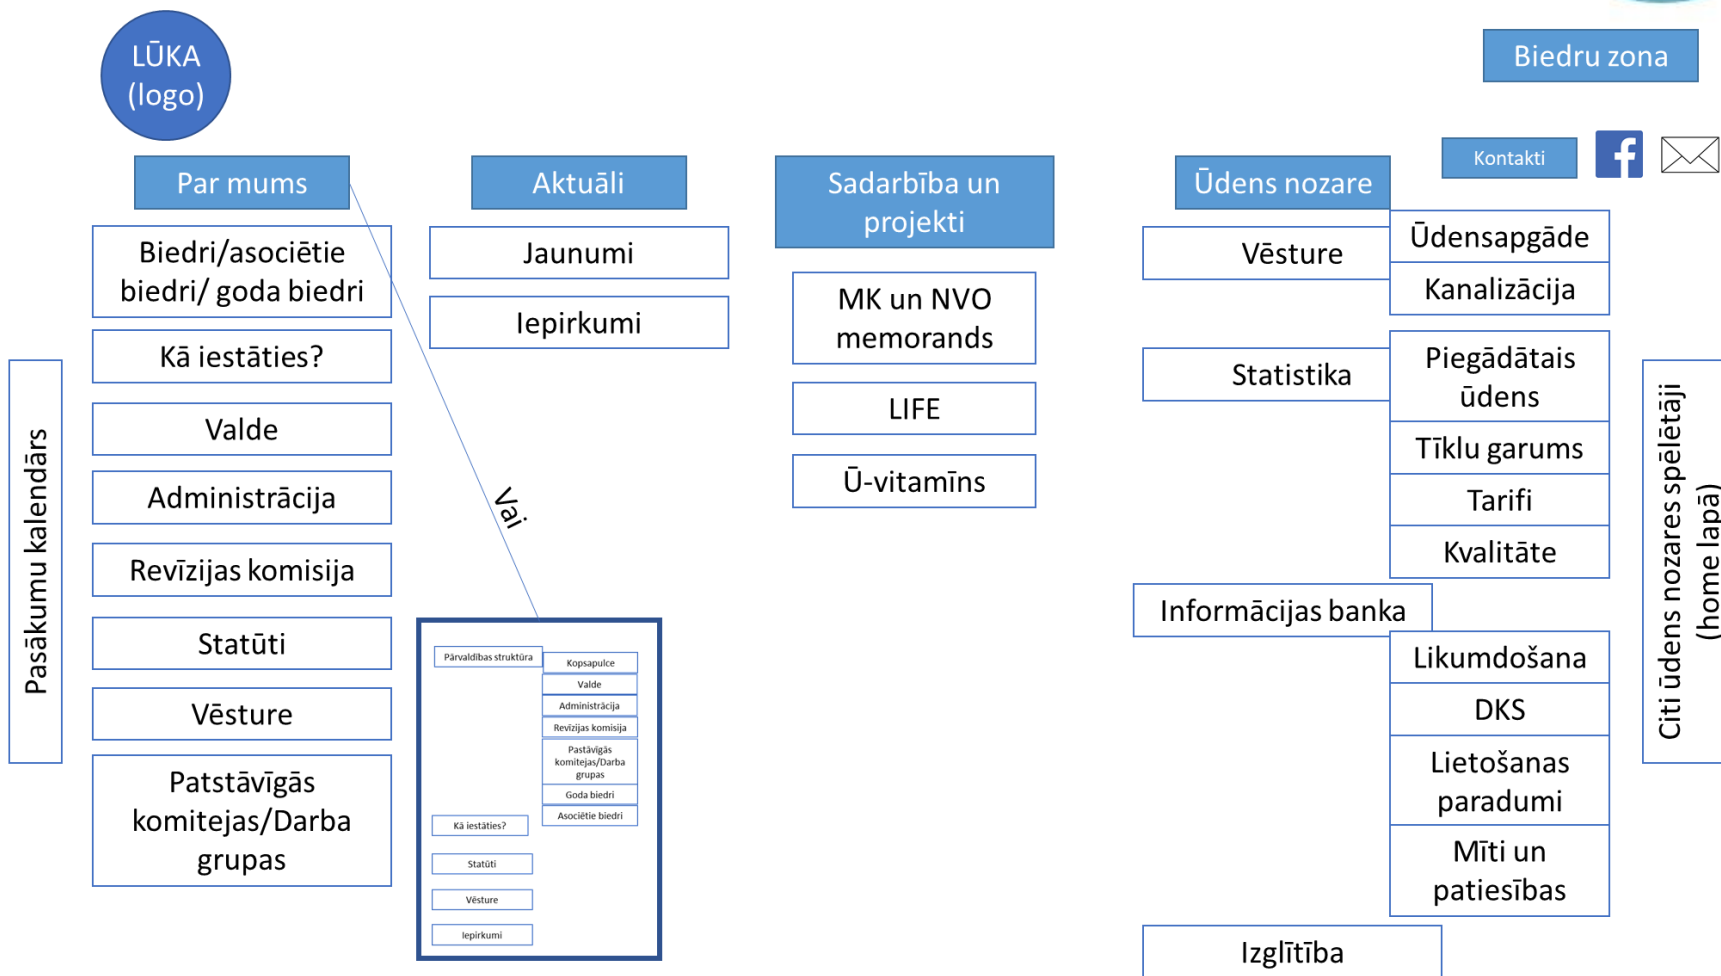 LŪKA
(logo)
Biedru zona
Kontakti
Par mums
Biedri/asociētie
biedri/ goda biedri
Kā iestāties?
Valde
Administrācija
Revīzijas komisija
Statūti
Vēsture
Patstāvīgās
komitejas/Darba
grupas
Pasākumu kalendārs
Vai
Pārvaldības struktūra
Kopsapulce
Valde
Administrācija
Revīzijas komisija
Pastāvīgās
komitejas/Darba
grupas
Goda biedri
Asociētie biedri
Kā iestāties?
Statūti
Vēsture
Iepirkumi
Aktuāli
Jaunumi
Iepirkumi
Sadarbība un
projekti
MK un NVO
memorands
LIFE
Ū-vitamīns
Ūdens nozare
Vēsture
Ūdensapgāde
Kanalizācija
Statistika
Piegādātais
ūdens
Tīklu garums
Tarifi
Kvalitāte
Informācijas banka
Likumdošana
DKS
Lietošanas
paradumi
Mīti un
patiesības
Izglītība
Citi ūdens nozares spēlētāji
(home lapā)